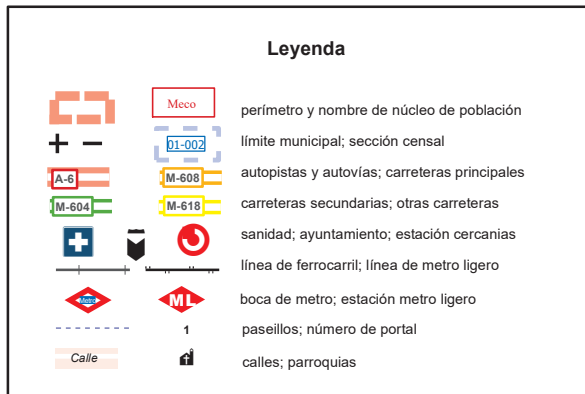 Leyenda
Meco perímetro y nombre de núcleo de población
01-002 límite municipal; sección censal
A-6 M-608 autopistas y autovías; carreteras principales
M-604 M-618 carreteras secundarias; otras carreteras
sanidad; ayuntamiento; estación cercanias
línea de ferrocarril; línea de metro ligero
Metro ML boca de metro; estación metro ligero
1 paseillos; número de portal
Calle calles; parroquias